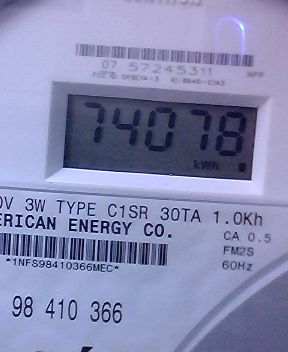 07 57245311
74078
kWh
0V 3W TYPE C1SR 30TA 1.0Kh
ERICAN ENERGY CO.
CA 0.5
FM2S
*1NFS98410366MEC*
60Hz
98 410 366